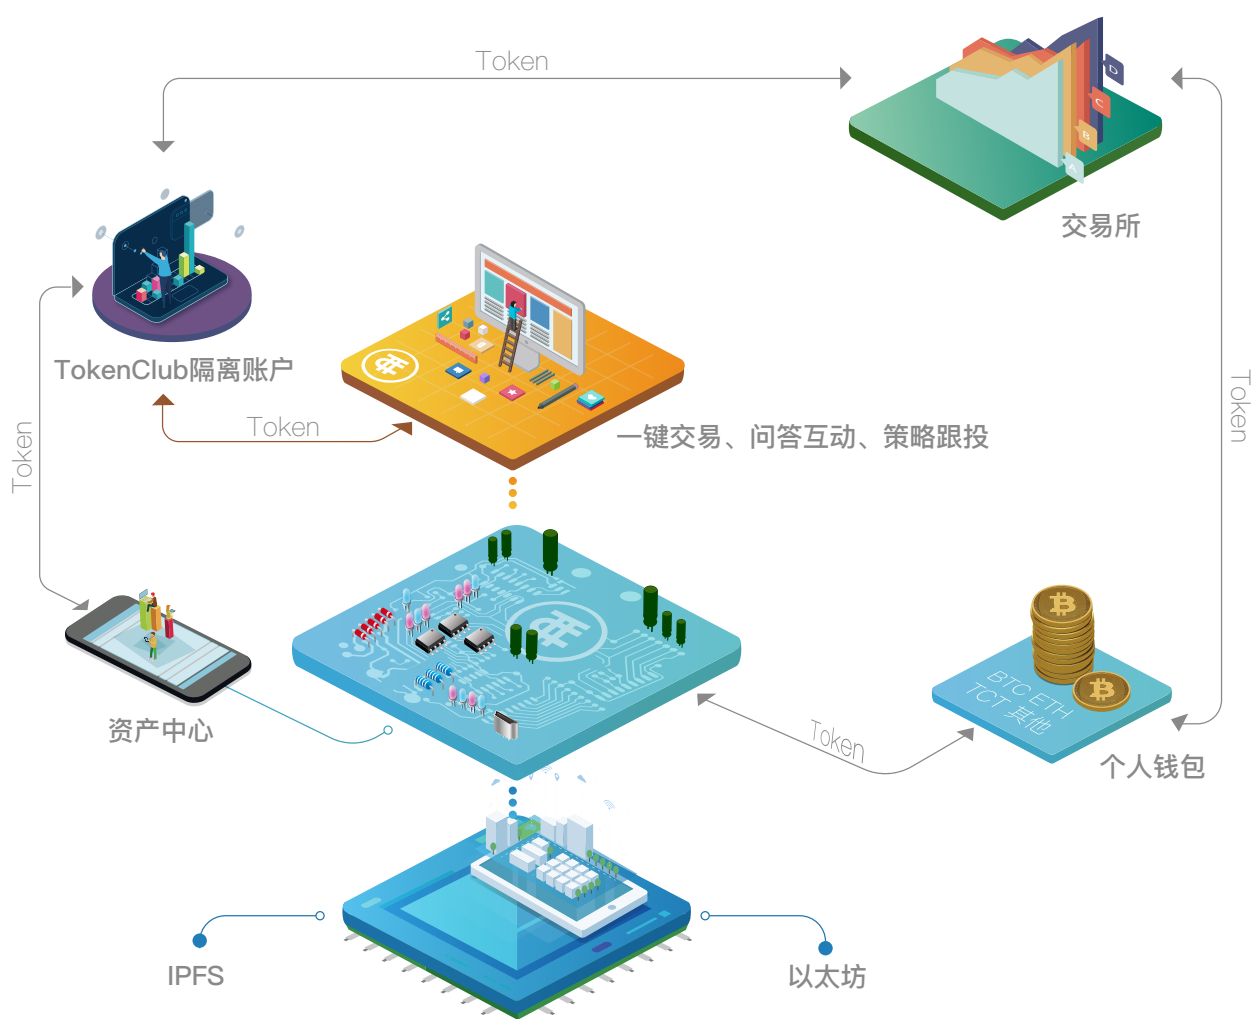 Token
D
C
B
A
交易所
TokenClub隔离账户
Token
一键交易、问答互动、策略跟投
Token
Token
BTC ETH
TCT 其他
Token
资产中心
个人钱包
IPFS
以太坊